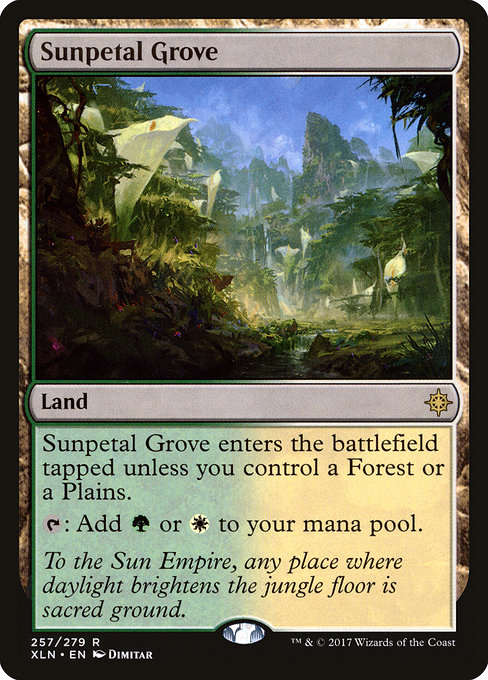 Sunpetal Grove
Land
Sunpetal Grove enters the battlefield
tapped unless you control a Forest or
a Plains.
: Add or to your mana pool.
To the Sun Empire, any place where
daylight brightens the jungle floor is
sacred ground.
257/279 R
XLN • EN DIMITAR
™ & © 2017 Wizards of the Coast